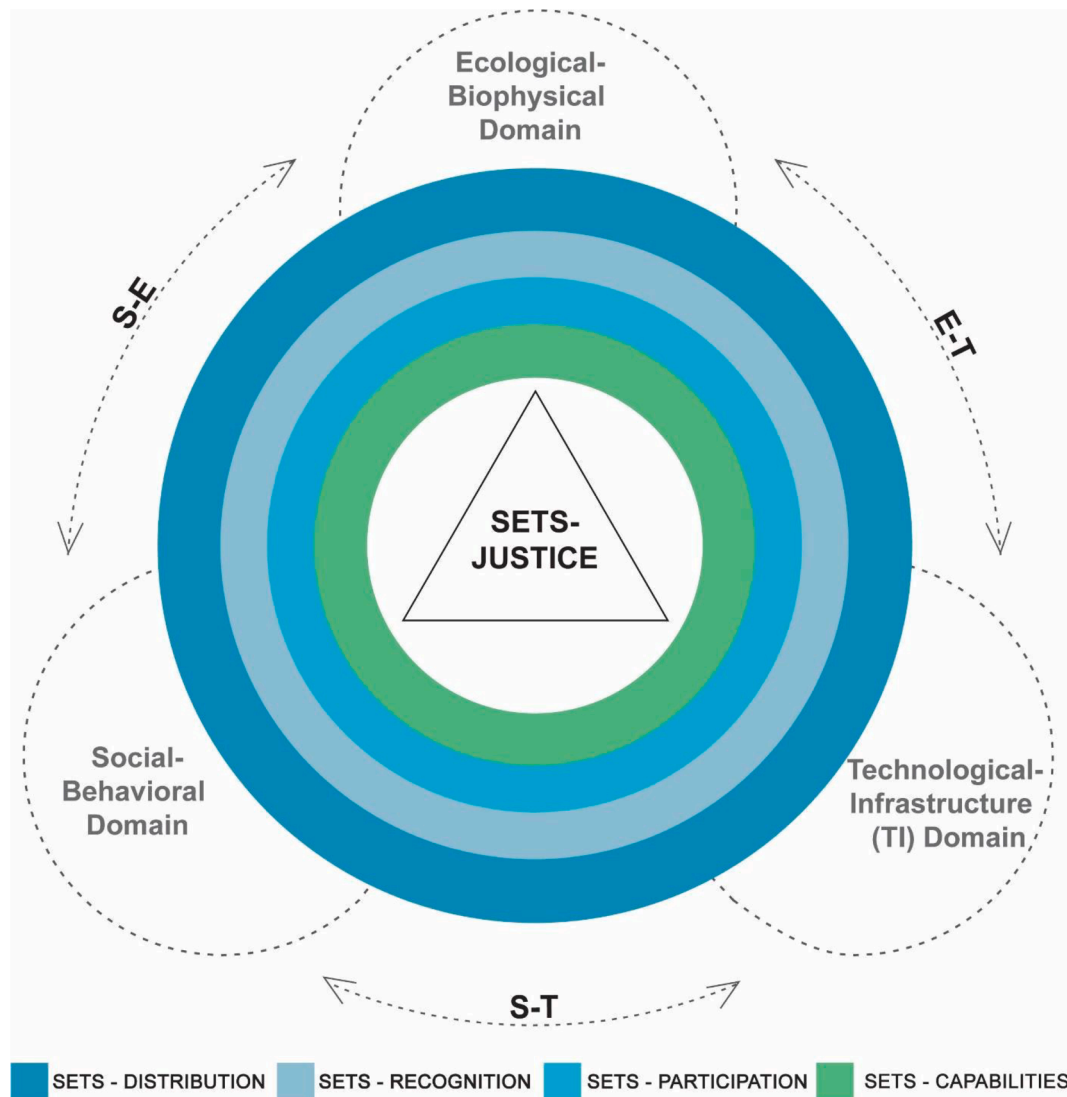 Ecological-
Biophysical
Domain
S-E
E-T
SETS-
JUSTICE
Social-
Behavioral
Domain
Technological-
Infrastructure
(TI) Domain
S-T
SETS - DISTRIBUTION
SETS - RECOGNITION
SETS - PARTICIPATION
SETS - CAPABILITIES